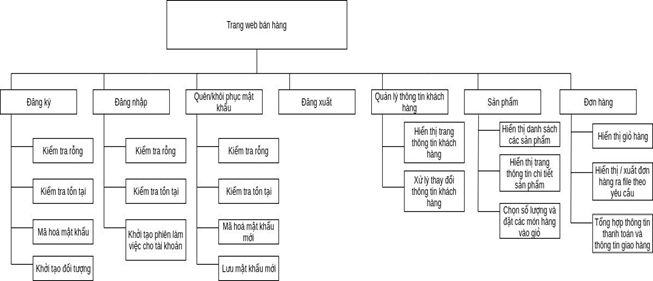 Trang web bán hàng
Đăng ký
Đăng nhập
Quên/khôi phục mật
khẩu
Đăng xuất
Quản lý thông tin khách
hàng
Sản phẩm
Đơn hàng
Kiểm tra rỗng
Kiểm tra tồn tại
Mã hoá mật khẩu
Khởi tạo đối tượng
Kiểm tra rỗng
Kiểm tra tồn tại
Khởi tạo phiên làm
việc cho tài khoản
Kiểm tra rỗng
Kiểm tra tồn tại
Mã hoá mật khẩu
mới
Lưu mật khẩu mới
Hiển thị trang
thông tin khách
hàng
Xử lý thay đổi
thông tin khách
hàng
Hiển thị danh sách
các sản phẩm
Hiển thị trang
thông tin chi tiết
sản phẩm
Chọn số lượng và
đặt các món hàng
vào giỏ
Hiển thị giỏ hàng
Hiển thị / xuất đơn
hàng ra file theo
yêu cầu
Tổng hợp thông tin
thanh toán và
thông tin giao hàng